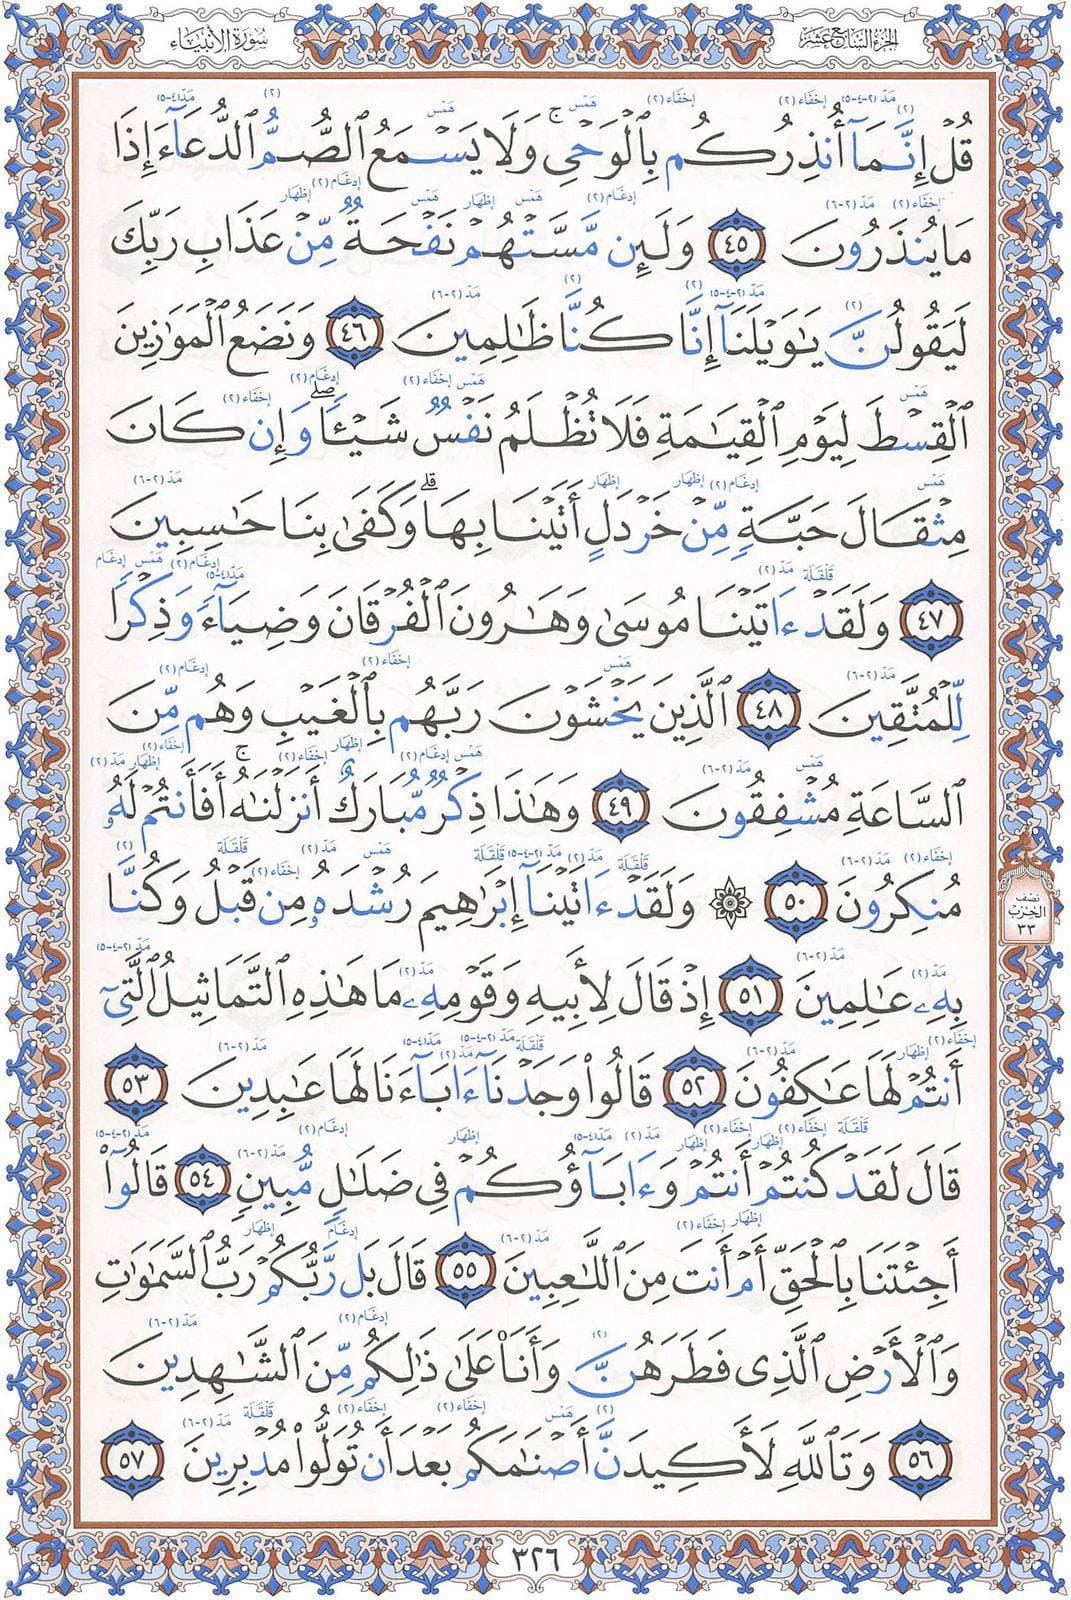 الجزء السابع عشر
سورة الأنبياء
قُلْ إِنَّمَآ أُنذِرُكُم بِٱلْوَحْىِ ۚ وَلَا يَسْمَعُ ٱلصُّمُّ ٱلدُّعَآءَ إِذَا
مَا يُنذَرُونَ ٤٥ وَلَئِن مَّسَّتْهُمْ نَفْحَةٌ مِّنْ عَذَابِ رَبِّكَ
لَيَقُولُنَّ يَـٰوَيْلَنَآ إِنَّا كُنَّا ظَـٰلِمِينَ ٤٦ وَنَضَعُ ٱلْمَوَٰزِينَ
ٱلْقِسْطَ لِيَوْمِ ٱلْقِيَـٰمَةِ فَلَا تُظْلَمُ نَفْسٌ شَيْـًٔا ۖ وَإِن كَانَ
مِثْقَالَ حَبَّةٍ مِّنْ خَرْدَلٍ أَتَيْنَا بِهَا ۗ وَكَفَىٰ بِنَا حَـٰسِبِينَ
٤٧ وَلَقَدْ ءَاتَيْنَا مُوسَىٰ وَهَـٰرُونَ ٱلْفُرْقَانَ وَضِيَآءً وَذِكْرًا
لِّلْمُتَّقِينَ ٤٨ ٱلَّذِينَ يَخْشَوْنَ رَبَّهُم بِٱلْغَيْبِ وَهُم مِّنَ
ٱلسَّاعَةِ مُشْفِقُونَ ٤٩ وَهَـٰذَا ذِكْرٌ مُّبَارَكٌ أَنزَلْنَـٰهُ ۚ أَفَأَنتُمْ لَهُۥ
مُنكِرُونَ ٥٠ ۞ وَلَقَدْ ءَاتَيْنَآ إِبْرَٰهِيمَ رُشْدَهُۥ مِن قَبْلُ وَكُنَّا
نصف
الحزب
٣٣
بِهِۦ عَـٰلِمِينَ ٥١ إِذْ قَالَ لِأَبِيهِ وَقَوْمِهِۦ مَا هَـٰذِهِ ٱلتَّمَاثِيلُ ٱلَّتِىٓ
أَنتُمْ لَهَا عَـٰكِفُونَ ٥٢ قَالُوا۟ وَجَدْنَآ ءَابَآءَنَا لَهَا عَـٰبِدِينَ ٥٣
قَالَ لَقَدْ كُنتُمْ أَنتُمْ وَءَابَآؤُكُمْ فِى ضَلَـٰلٍ مُّبِينٍ ٥٤ قَالُوٓا۟
أَجِئْتَنَا بِٱلْحَقِّ أَمْ أَنتَ مِنَ ٱللَّـٰعِبِينَ ٥٥ قَالَ بَل رَّبُّكُمْ رَبُّ ٱلسَّمَـٰوَٰتِ
وَٱلْأَرْضِ ٱلَّذِى فَطَرَهُنَّ وَأَنَا۠ عَلَىٰ ذَٰلِكُم مِّنَ ٱلشَّـٰهِدِينَ
٥٦ وَتَٱللَّهِ لَأَكِيدَنَّ أَصْنَـٰمَكُم بَعْدَ أَن تُوَلُّوا۟ مُدْبِرِينَ ٥٧
٣٢٦